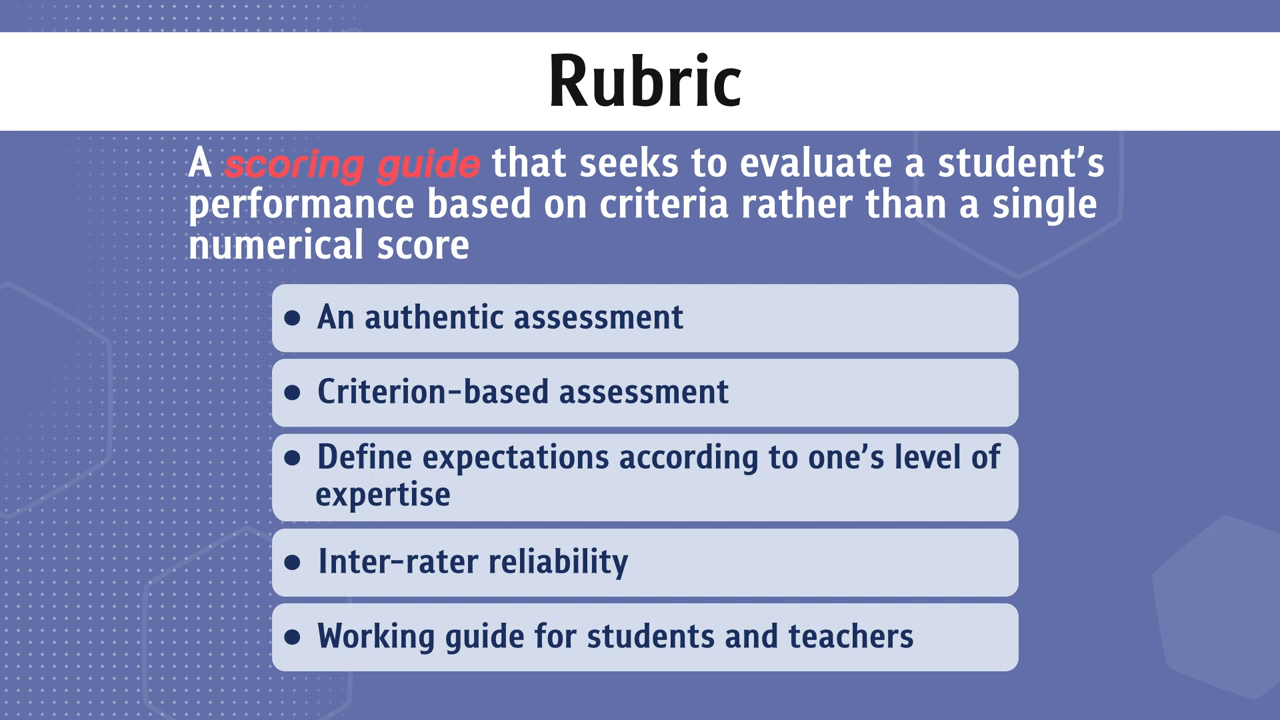 Rubric
A scoring guide that seeks to evaluate a student's
performance based on criteria rather than a single
numerical score
• An authentic assessment
• Criterion-based assessment
• Define expectations according to one's level of
expertise
• Inter-rater reliability
• Working guide for students and teachers